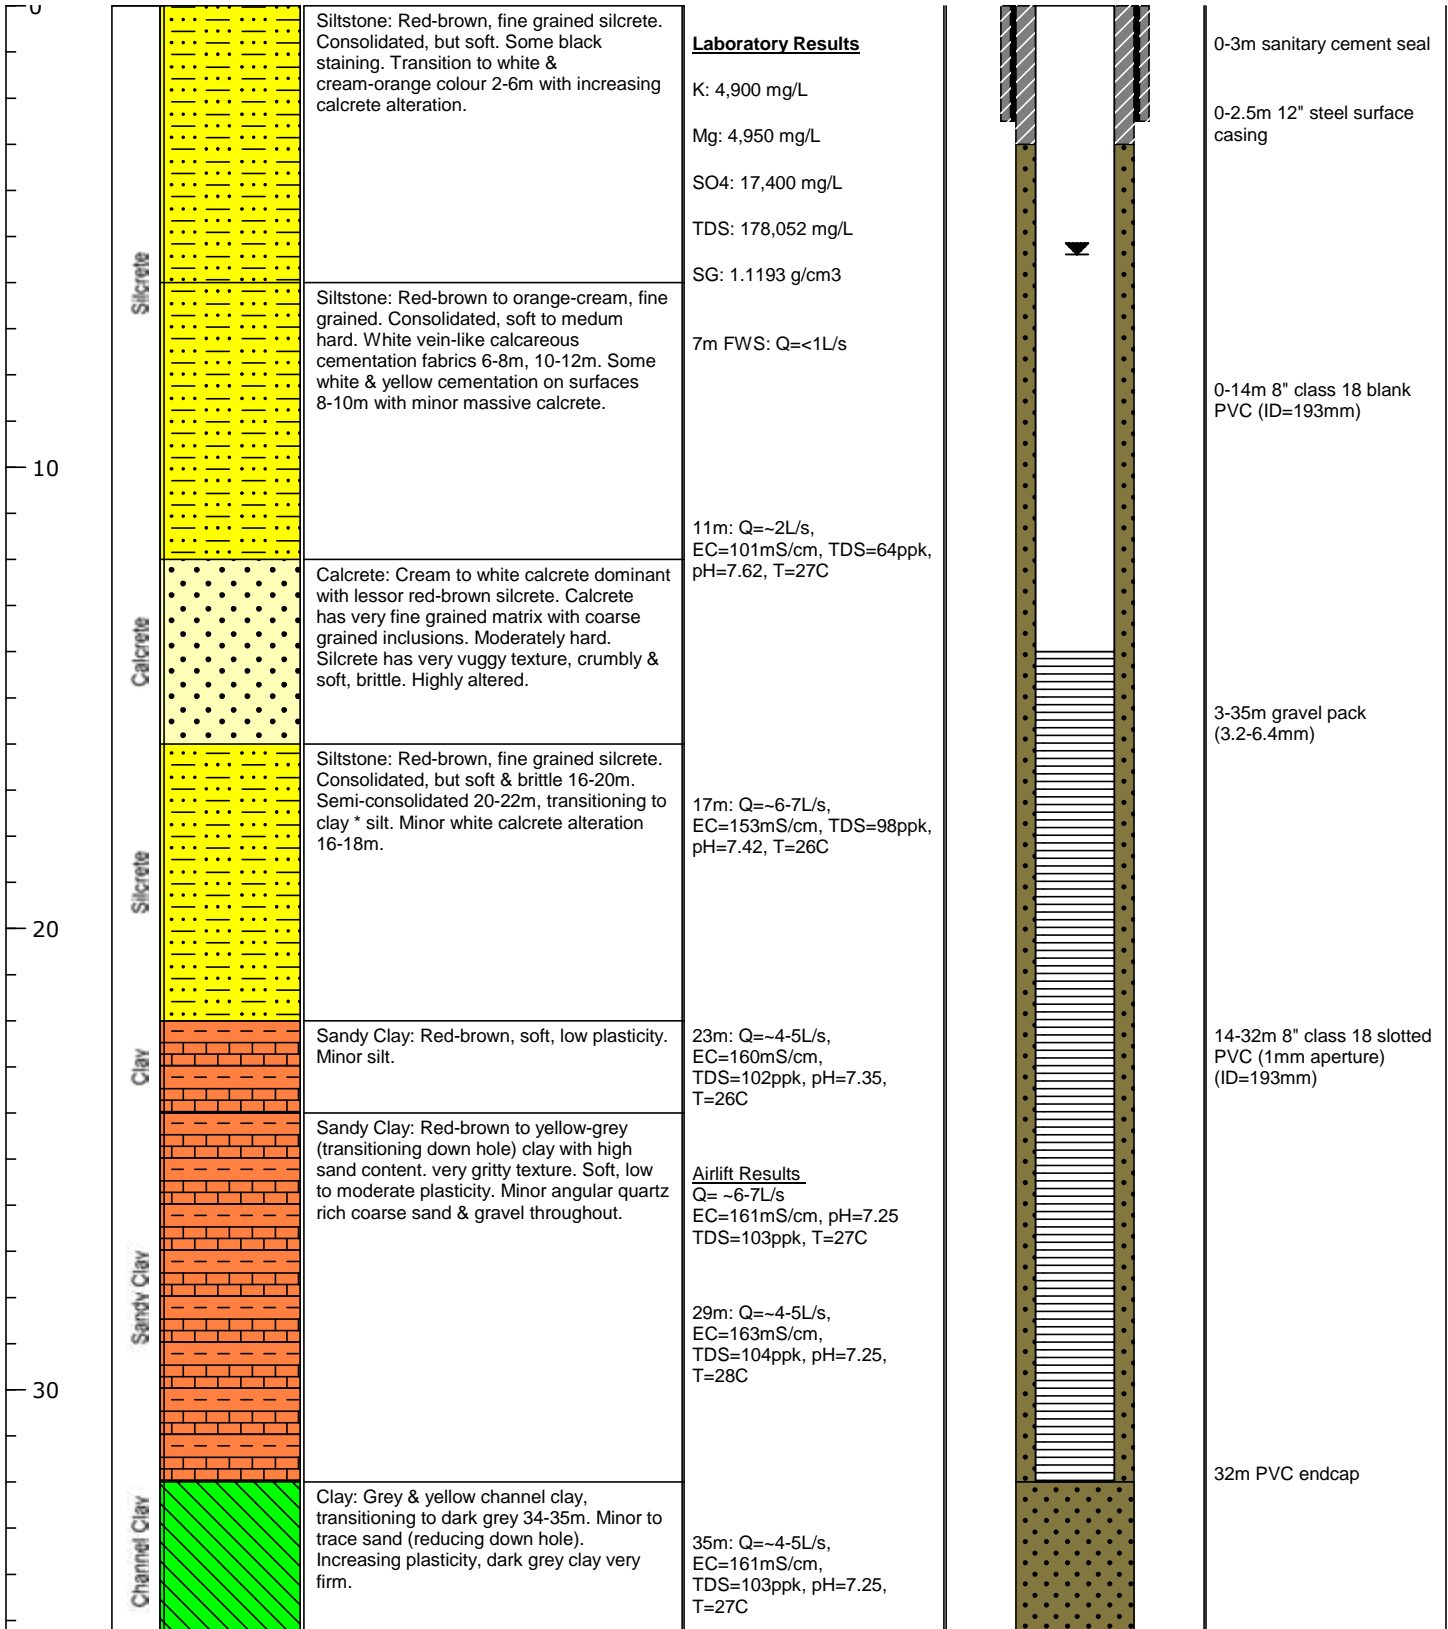 0
10
20
30
Silcrete
Calcrete
Silcrete
Clay
Sandy Clay
Channel Clay
Siltstone: Red-brown, fine grained silcrete.
Consolidated, but soft. Some black
staining. Transition to white &
cream-orange colour 2-6m with increasing
calcrete alteration.
Siltstone: Red-brown to orange-cream, fine
grained. Consolidated, soft to medum
hard. White vein-like calcareous
cementation fabrics 6-8m, 10-12m. Some
white & yellow cementation on surfaces
8-10m with minor massive calcrete.
Calcrete: Cream to white calcrete dominant
with lessor red-brown silcrete. Calcrete
has very fine grained matrix with coarse
grained inclusions. Moderately hard.
Silcrete has very vuggy texture, crumbly &
soft, brittle. Highly altered.
Siltstone: Red-brown, fine grained silcrete.
Consolidated, but soft & brittle 16-20m.
Semi-consolidated 20-22m, transitioning to
clay * silt. Minor white calcrete alteration
16-18m.
Sandy Clay: Red-brown, soft, low plasticity.
Minor silt.
Sandy Clay: Red-brown to yellow-grey
(transitioning down hole) clay with high
sand content. very gritty texture. Soft, low
to moderate plasticity. Minor angular quartz
rich coarse sand & gravel throughout.
Clay: Grey & yellow channel clay,
transitioning to dark grey 34-35m. Minor to
trace sand (reducing down hole).
Increasing plasticity, dark grey clay very
firm.
Laboratory Results
K: 4,900 mg/L
Mg: 4,950 mg/L
SO4: 17,400 mg/L
TDS: 178,052 mg/L
SG: 1.1193 g/cm3
7m FWS: Q=<1L/s
11m: Q=~2L/s,
EC=101mS/cm, TDS=64ppk,
pH=7.62, T=27C
17m: Q=~6-7L/s,
EC=153mS/cm, TDS=98ppk,
pH=7.42, T=26C
23m: Q=~4-5L/s,
EC=160mS/cm,
TDS=102ppk, pH=7.35,
T=26C
Airlift Results
Q= ~6-7L/s
EC=161mS/cm, pH=7.25
TDS=103ppk, T=27C
29m: Q=~4-5L/s,
EC=163mS/cm,
TDS=104ppk, pH=7.25,
T=28C
35m: Q=~4-5L/s,
EC=161mS/cm,
TDS=103ppk, pH=7.25,
T=27C
0-3m sanitary cement seal
0-2.5m 12" steel surface
casing
0-14m 8" class 18 blank
PVC (ID=193mm)
3-35m gravel pack
(3.2-6.4mm)
14-32m 8" class 18 slotted
PVC (1mm aperture)
(ID=193mm)
32m PVC endcap